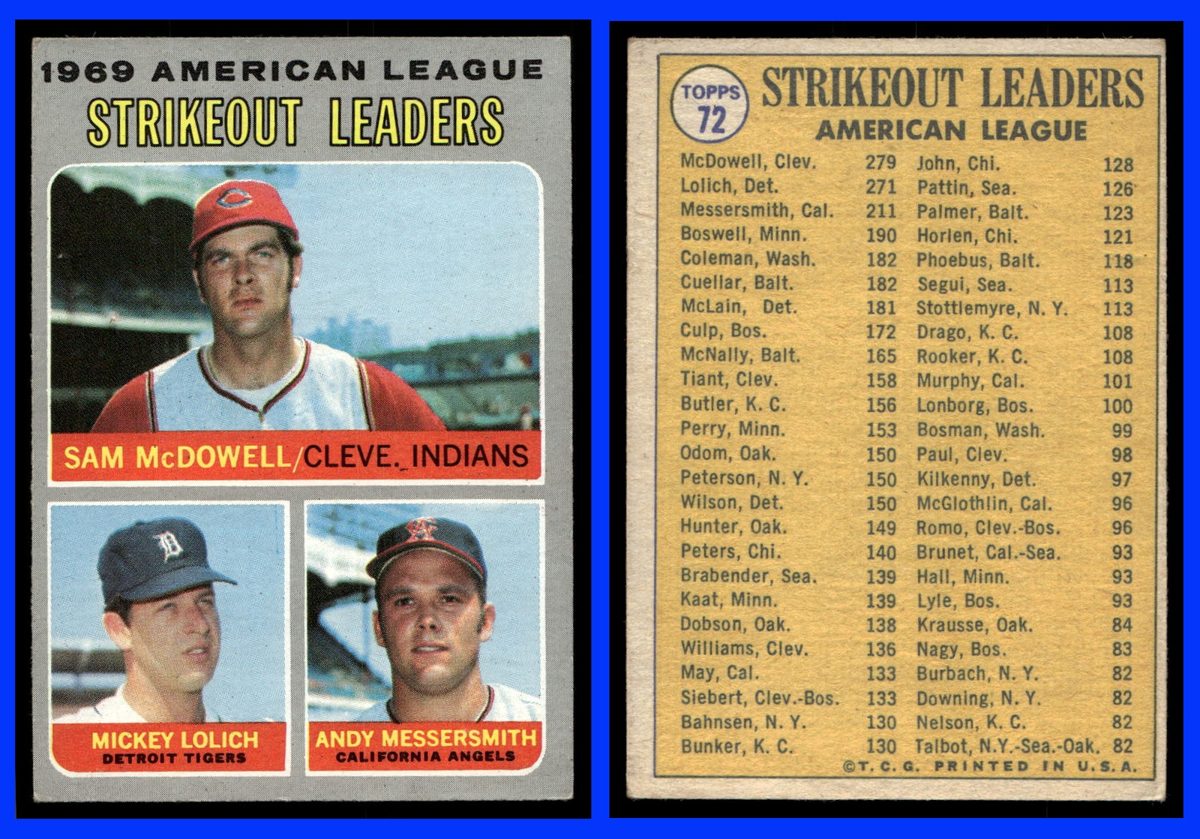 1969 AMERICAN LEAGUE
STRIKEOUT LEADERS
C
SAM McDOWELL/CLEVE. INDIANS
D
CA
MICKEY LOLICH
DETROIT TIGERS
ANDY MESSERSMITH
CALIFORNIA ANGELS
TOPPS
72
STRIKEOUT LEADERS
AMERICAN LEAGUE
McDowell, Clev. 279 John, Chi. 128
Lolich, Det. 271 Pattin, Sea. 126
Messersmith, Cal. 211 Palmer, Balt. 123
Boswell, Minn. 190 Horlen, Chi. 121
Coleman, Wash. 182 Phoebus, Balt. 118
Cuellar, Balt. 182 Segui, Sea. 113
McLain, Det. 181 Stottlemyre, N. Y. 113
Culp, Bos. 172 Drago, K. C. 108
McNally, Balt. 165 Rooker, K. C. 108
Tiant, Clev. 158 Murphy, Cal. 101
Butler, K. C. 156 Lonborg, Bos. 100
Perry, Minn. 153 Bosman, Wash. 99
Odom, Oak. 150 Paul, Clev. 98
Peterson, N. Y. 150 Kilkenny, Det. 97
Wilson, Det. 150 McGlothlin, Cal. 96
Hunter, Oak. 149 Romo, Clev.-Bos. 96
Peters, Chi. 140 Brunet, Cal.-Sea. 93
Brabender, Sea. 139 Hall, Minn. 93
Kaat, Minn. 139 Lyle, Bos. 93
Dobson, Oak. 138 Krausse, Oak. 84
Williams, Clev. 136 Nagy, Bos. 83
May, Cal. 133 Burbach, N. Y. 82
Siebert, Clev.-Bos. 133 Downing, N. Y. 82
Bahnsen, N. Y. 130 Nelson, K. C. 82
Bunker, K. C. 130 Talbot, N.Y.-Sea.-Oak. 82
©T. C. G. PRINTED IN U.S.A.